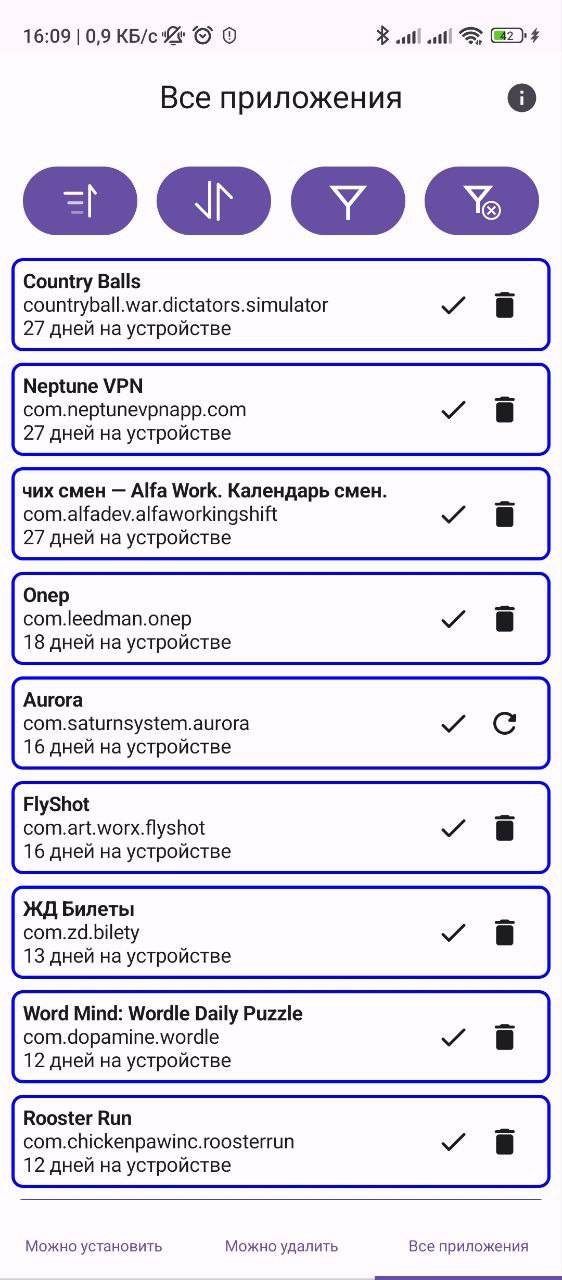 16:09 | 0,9 КБ/с
42
Все приложения
Country Balls
countryball.war.dictators.simulator
27 дней на устройстве
Neptune VPN
com.neptunevpnapp.com
27 дней на устройстве
чих смен — Alfa Work. Календарь смен.
com.alfadev.alfaworkingshift
27 дней на устройстве
Onep
com.leedman.onep
18 дней на устройстве
Aurora
com.saturnsystem.aurora
16 дней на устройстве
FlyShot
com.art.worx.flyshot
16 дней на устройстве
ЖД Билеты
com.zd.bilety
13 дней на устройстве
Word Mind: Wordle Daily Puzzle
com.dopamine.wordle
12 дней на устройстве
Rooster Run
com.chickenpawinc.roosterrun
12 дней на устройстве
Можно установить Можно удалить Все приложения